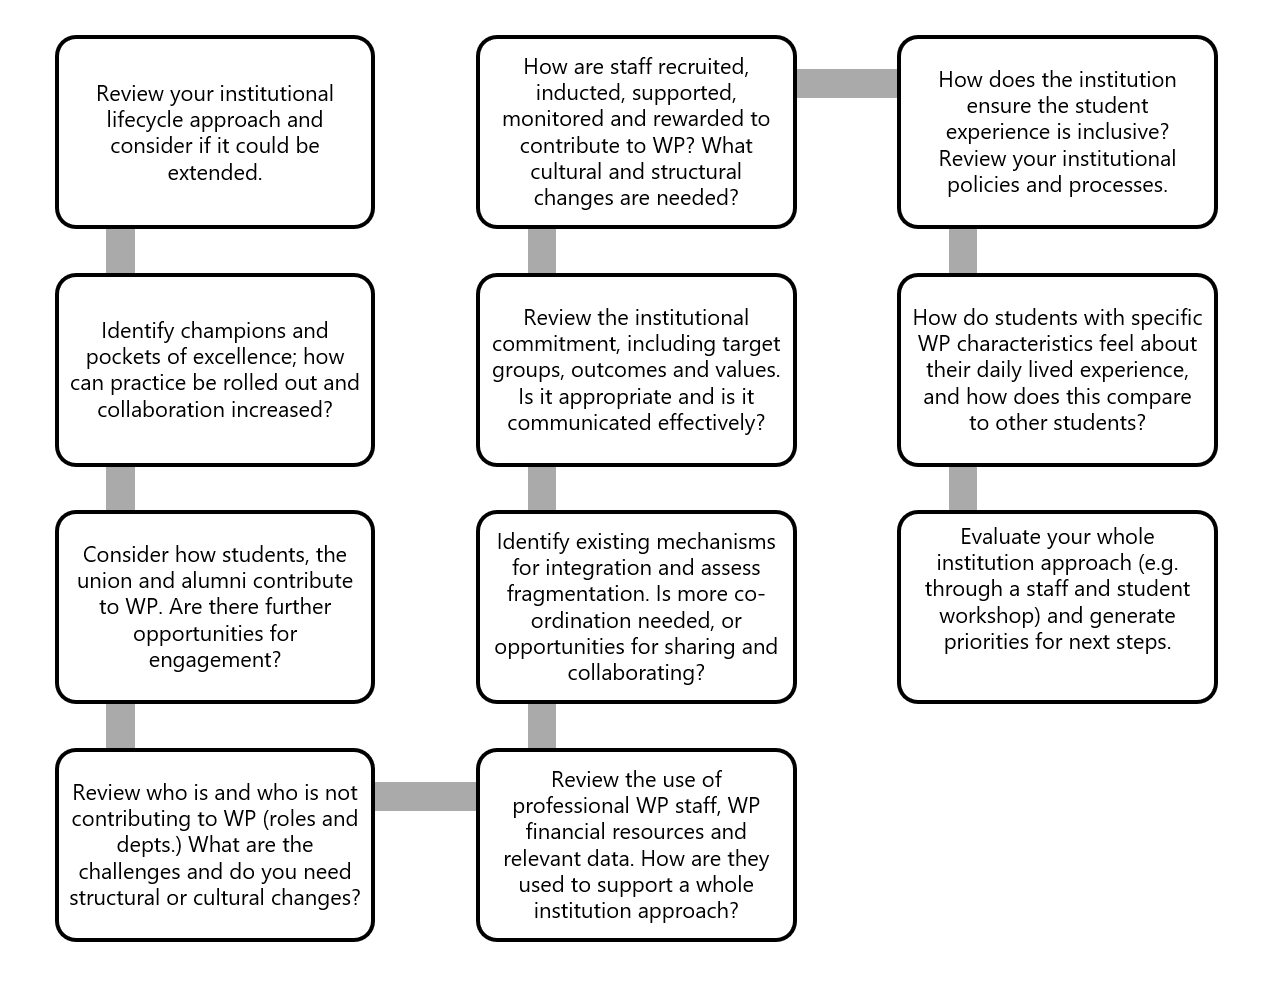 Review your institutional
lifecycle approach and
consider if it could be
extended.
Identify champions and
pockets of excellence; how
can practice be rolled out and
collaboration increased?
Consider how students, the
union and alumni contribute
to WP. Are there further
opportunities for
engagement?
Review who is and who is not
contributing to WP (roles and
depts.) What are the
challenges and do you need
structural or cultural changes?
Review the use of
professional WP staff, WP
financial resources and
relevant data. How are they
used to support a whole
institution approach?
Identify existing mechanisms
for integration and assess
fragmentation. Is more co-
ordination needed, or
opportunities for sharing and
collaborating?
Review the institutional
commitment, including target
groups, outcomes and values.
Is it appropriate and is it
communicated effectively?
How are staff recruited,
inducted, supported,
monitored and rewarded to
contribute to WP? What
cultural and structural
changes are needed?
How does the institution
ensure the student
experience is inclusive?
Review your institutional
policies and processes.
How do students with specific
WP characteristics feel about
their daily lived experience,
and how does this compare
to other students?
Evaluate your whole
institution approach (e.g.
through a staff and student
workshop) and generate
priorities for next steps.